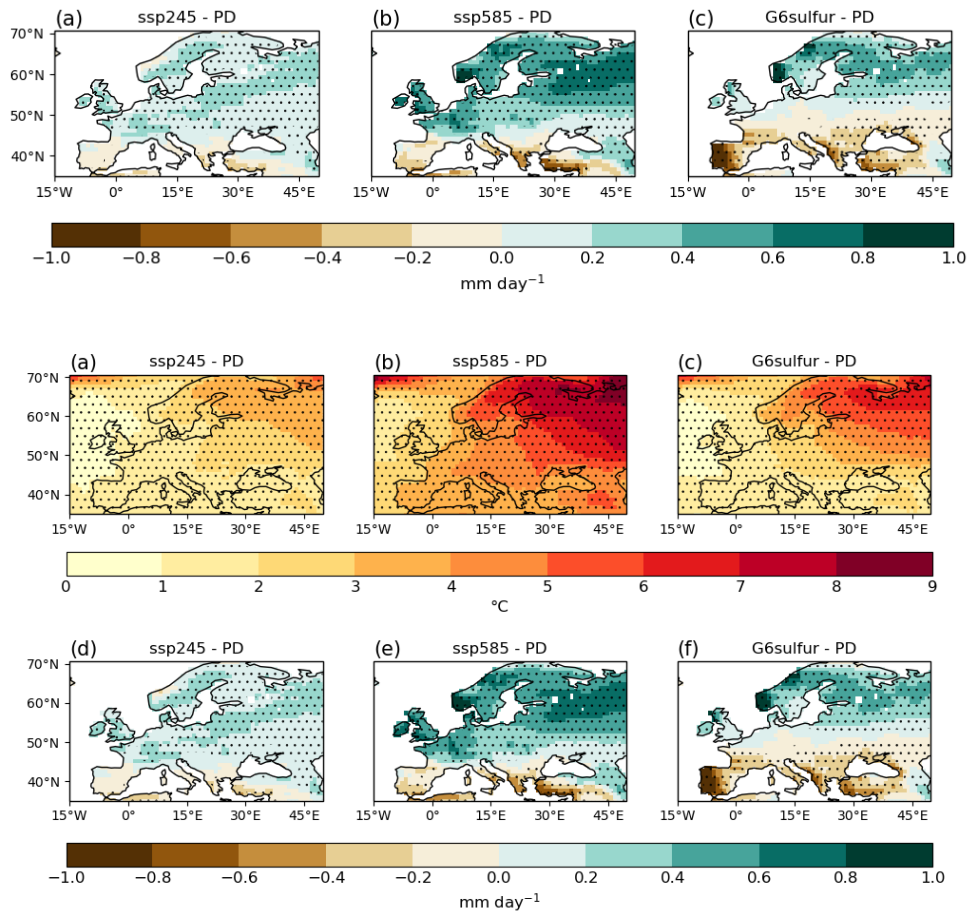 (a) ssp245 - PD (b) ssp585 - PD (c) G6sulfur - PD
70°N
60°N
50°N
40°N
15°W 0° 15°E 30°E 45°E 15°W 0° 15°E 30°E 45°E 15°W 0° 15°E 30°E 45°E
−1.0 −0.8 −0.6 −0.4 −0.2 0.0 0.2 0.4 0.6 0.8 1.0
mm day⁻¹
(a) ssp245 - PD (b) ssp585 - PD (c) G6sulfur - PD
70°N
60°N
50°N
40°N
15°W 0° 15°E 30°E 45°E 15°W 0° 15°E 30°E 45°E 15°W 0° 15°E 30°E 45°E
0 1 2 3 4 5 6 7 8 9
°C
(d) ssp245 - PD (e) ssp585 - PD (f) G6sulfur - PD
70°N
60°N
50°N
40°N
15°W 0° 15°E 30°E 45°E 15°W 0° 15°E 30°E 45°E 15°W 0° 15°E 30°E 45°E
−1.0 −0.8 −0.6 −0.4 −0.2 0.0 0.2 0.4 0.6 0.8 1.0
mm day⁻¹